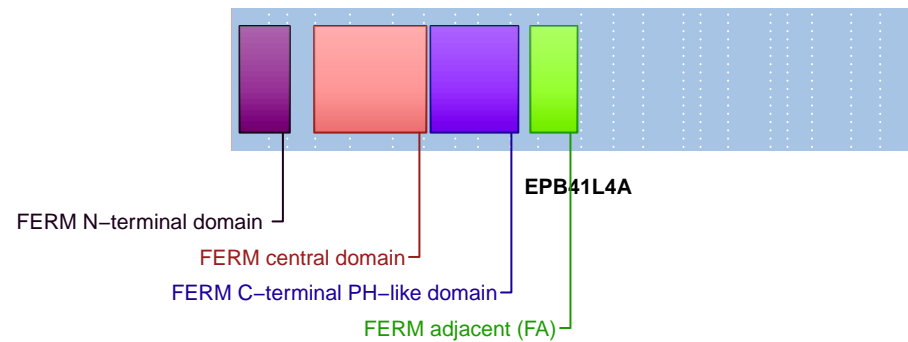 EPB41L4A
FERM N−terminal domain
FERM central domain
FERM C−terminal PH−like domain
FERM adjacent (FA)